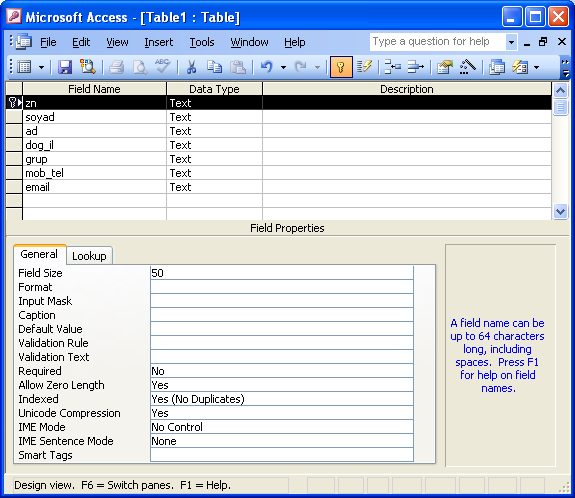 Microsoft Access - [Table1 : Table]
File Edit View Insert Tools Window Help Type a question for help
Field Name Data Type Description
zn Text
soyad Text
ad Text
dog_il Text
grup Text
mob_tel Text
email Text
Field Properties
General Lookup
Field Size 50
Format
Input Mask
Caption
Default Value
Validation Rule
Validation Text
Required No
Allow Zero Length Yes
Indexed Yes (No Duplicates)
Unicode Compression Yes
IME Mode No Control
IME Sentence Mode None
Smart Tags
A field name can be
up to 64 characters
long, including
spaces. Press F1
for help on field
names.
Design view. F6 = Switch panes. F1 = Help.